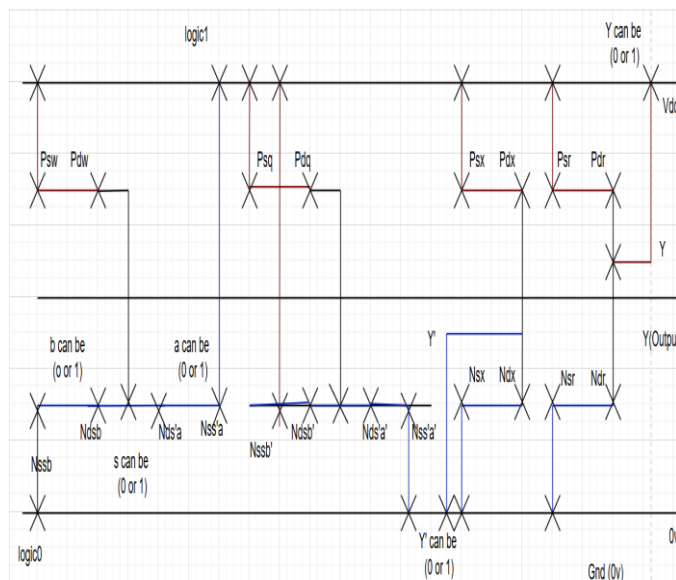 logic1
Y can be
(0 or 1)
Vdd
Psw Pdw
Psq Pdq
Psx Pdx
Psr Pdr
Y
b can be
(o or 1)
a can be
(0 or 1)
Y'
Y(Outpu
Nsx Ndx
Nsr Ndr
Nssb
Ndsb
Nds'a
Nss'a
Nssb'
Ndsb'
Nds'a'
Nss'a'
s can be
(0 or 1)
logic0
Y' can be
(0 or 1)
0v
Gnd (0v)